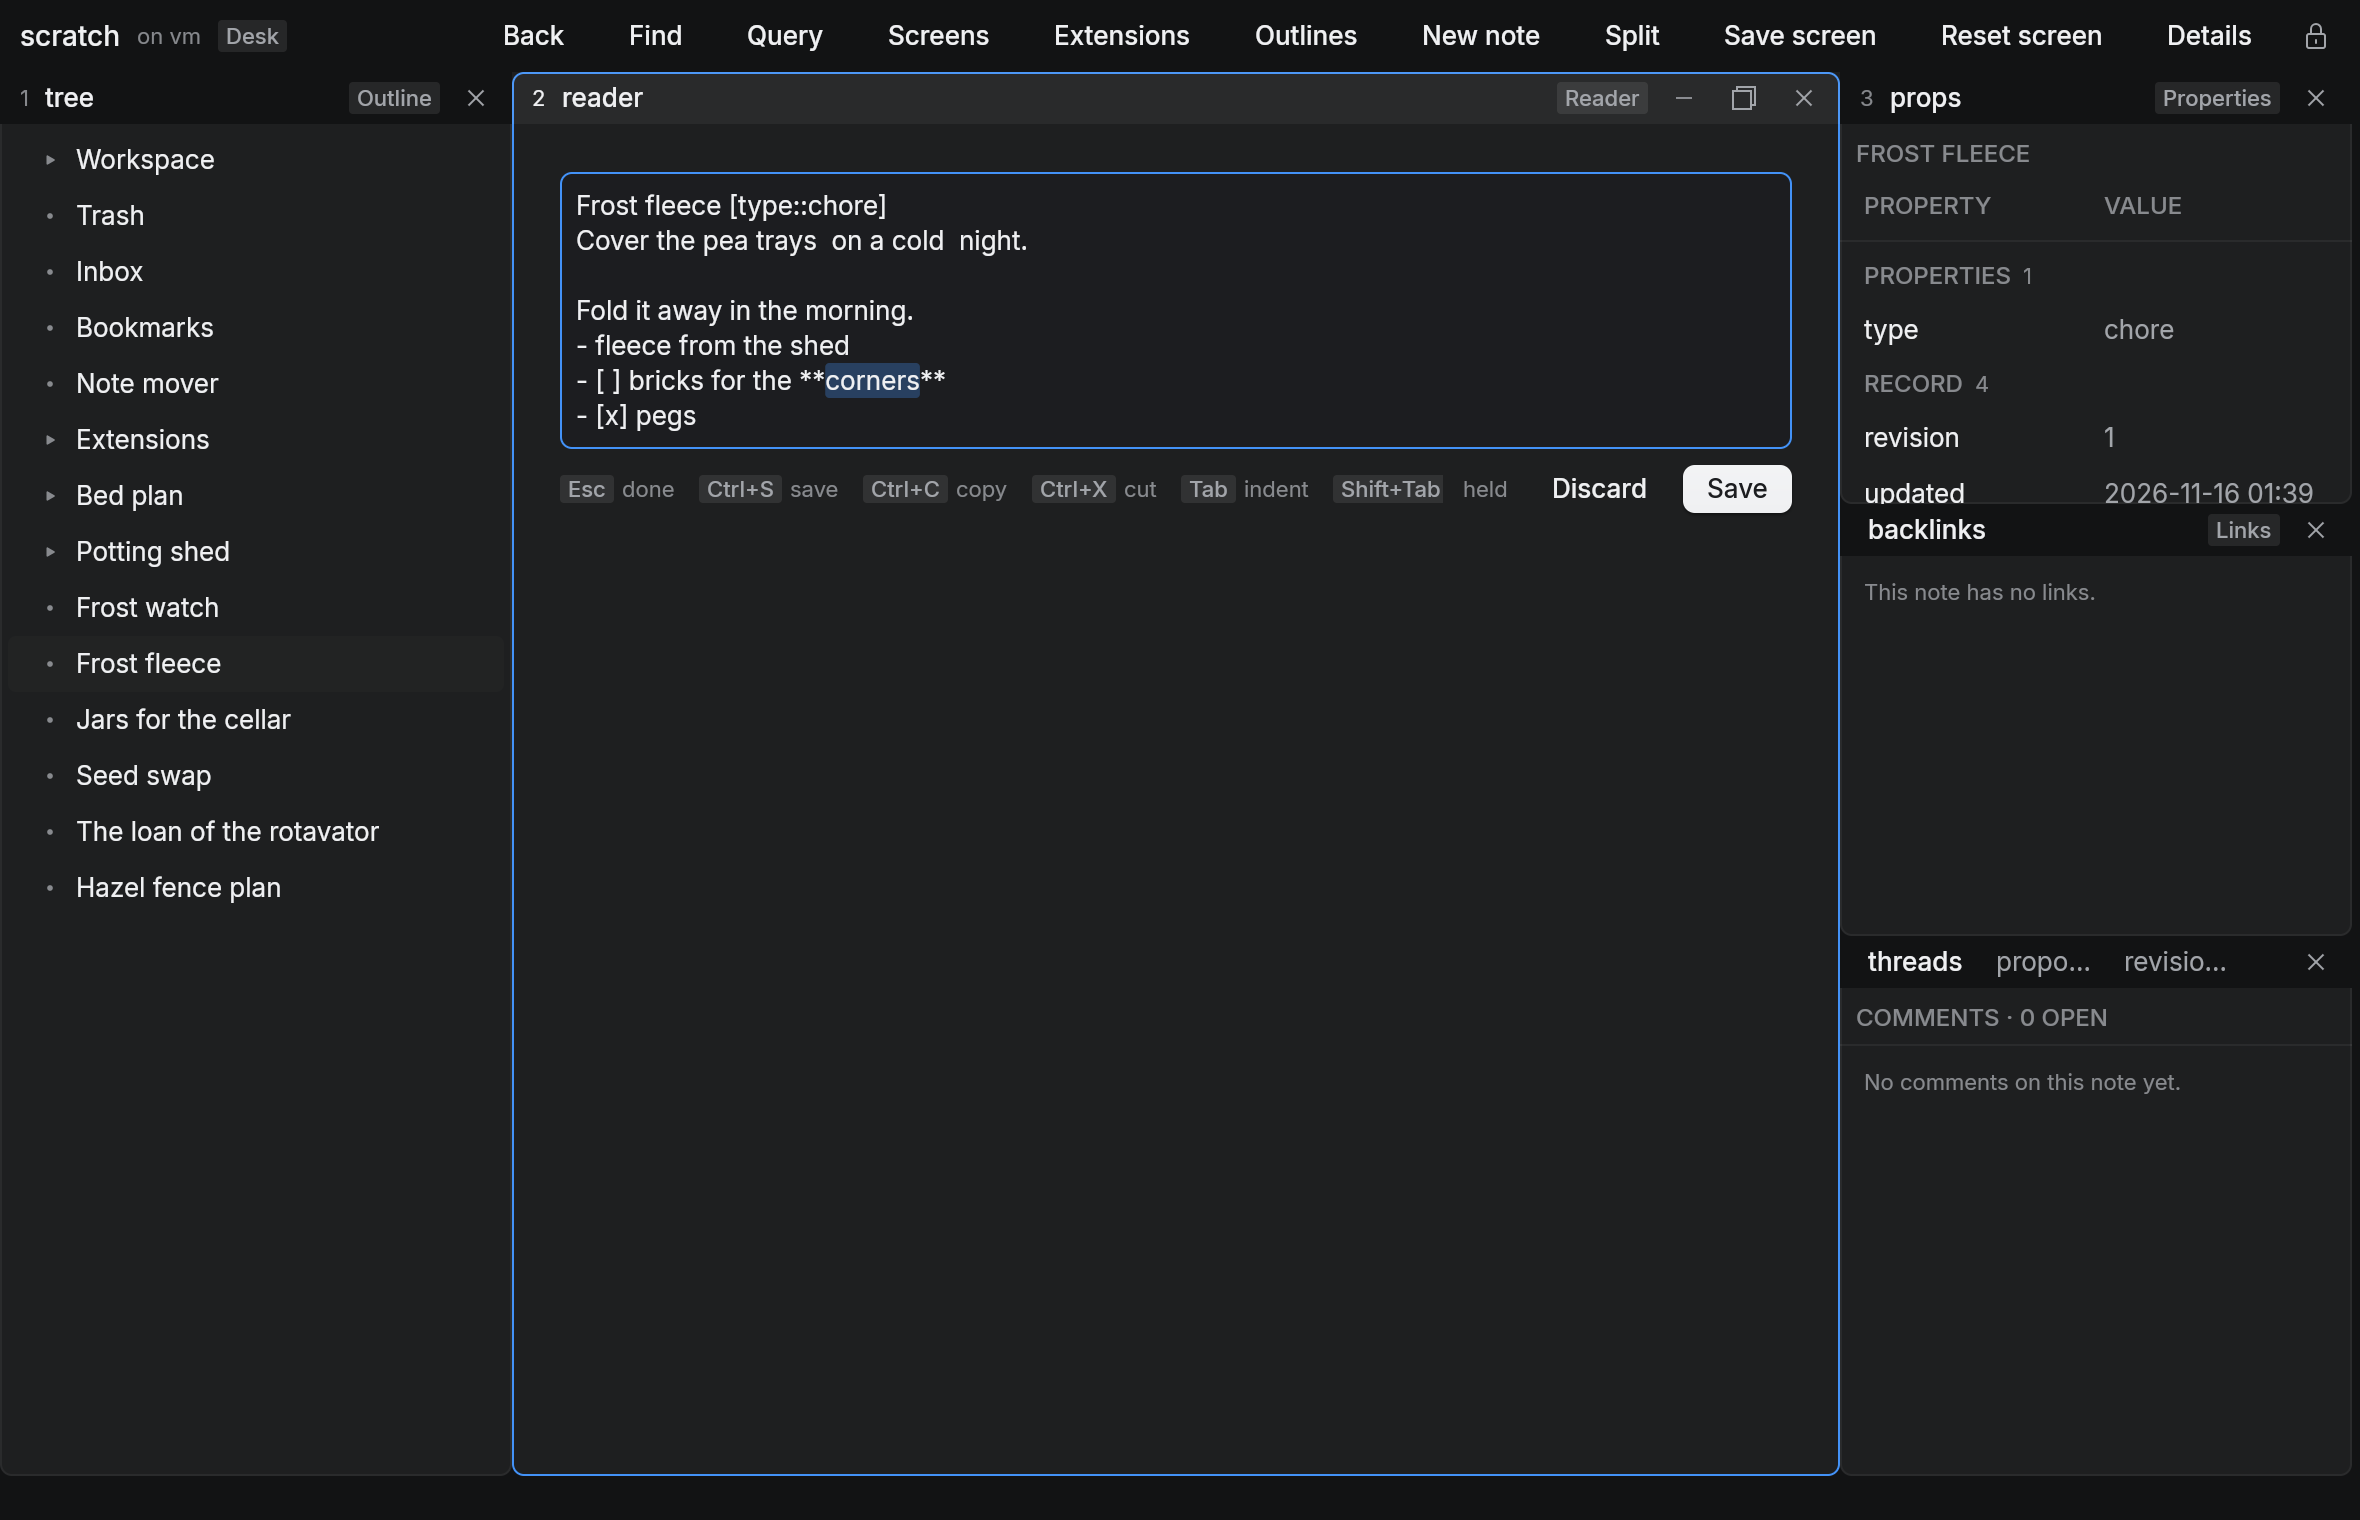 scratch on vm Desk Back Find Query Screens Extensions Outlines New note Split Save screen Reset screen Details
1 tree Outline
Workspace
Trash
Inbox
Bookmarks
Note mover
Extensions
Bed plan
Potting shed
Frost watch
Frost fleece
Jars for the cellar
Seed swap
The loan of the rotavator
Hazel fence plan
2 reader Reader
Frost fleece [type::chore]
Cover the pea trays  on a cold  night.

Fold it away in the morning.
- fleece from the shed
- [ ] bricks for the **corners**
- [x] pegs
Esc done Ctrl+S save Ctrl+C copy Ctrl+X cut Tab indent Shift+Tab held Discard Save
3 props Properties
FROST FLEECE
PROPERTY VALUE
PROPERTIES 1
type chore
RECORD 4
revision 1
updated 2026-11-16 01:39
backlinks Links
This note has no links.
threads propo... revisio...
COMMENTS · 0 OPEN
No comments on this note yet.